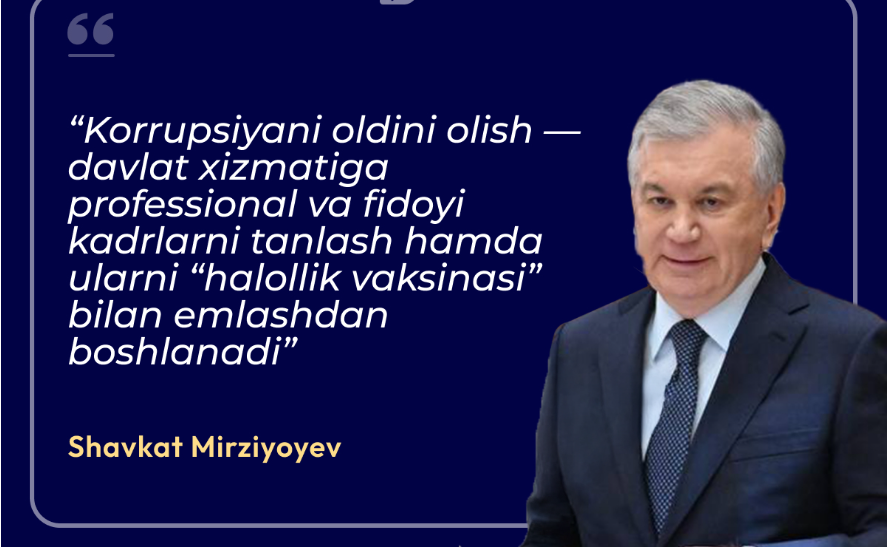 “Korrupsiyani oldini olish —
davlat xizmatiga
professional va fidoyi
kadrlarni tanlash hamda
ularni “halollik vaksinasi”
bilan emlashdan
boshlanadi”
Shavkat Mirziyoyev